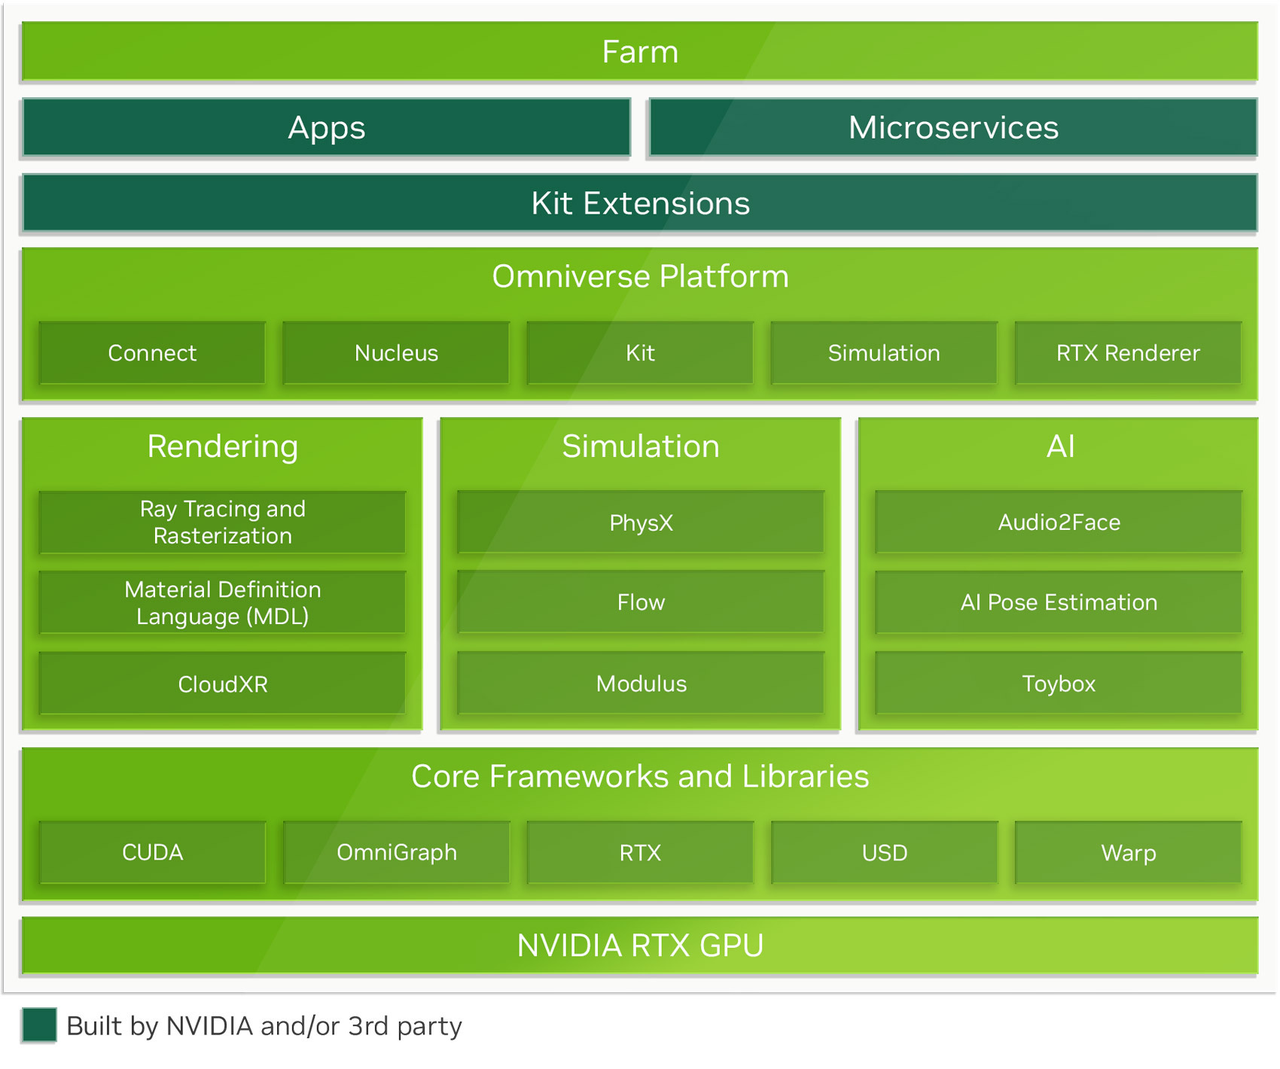 Farm
Apps
Microservices
Kit Extensions
Omniverse Platform
Connect
Nucleus
Kit
Simulation
RTX Renderer
Rendering
Ray Tracing and
Rasterization
Material Definition
Language (MDL)
CloudXR
Simulation
PhysX
Flow
Modulus
AI
Audio2Face
AI Pose Estimation
Toybox
Core Frameworks and Libraries
CUDA
OmniGraph
RTX
USD
Warp
NVIDIA RTX GPU
Built by NVIDIA and/or 3rd party